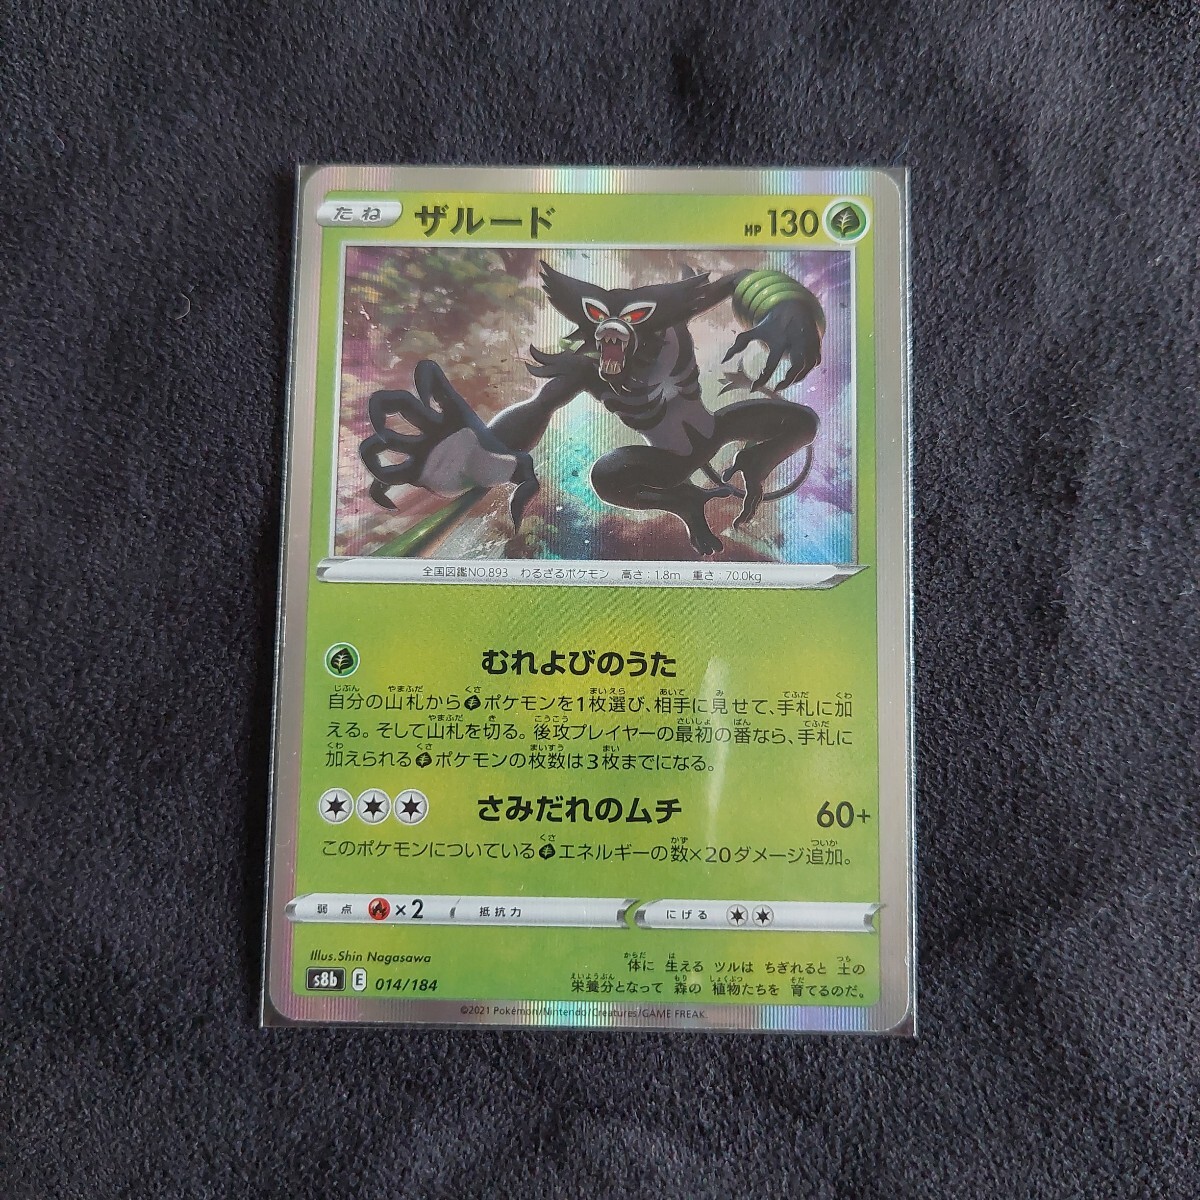 たね ザルード HP 130
全国図鑑NO.893 わるざるポケモン 高さ:1.8m 重さ:70.0kg
むれよびのうた
自分の山札からポケモンを1枚選び、相手に見せて、手札に加
える。そして山札を切る。後攻プレイヤーの最初の番なら、手札に
加えられるポケモンの枚数は3枚までになる。
さみだれのムチ 60+
このポケモンについているエネルギーの数×20ダメージ追加。
弱点 ×2 抵抗力 にげる
Illus.Shin Nagasawa
s8b E 014/184
体に 生える ツルは ちぎれると 土の
栄養分となって 森の 植物たちを 育てるのだ。
©2021 Pokémon/Nintendo/Creatures/GAME FREAK.